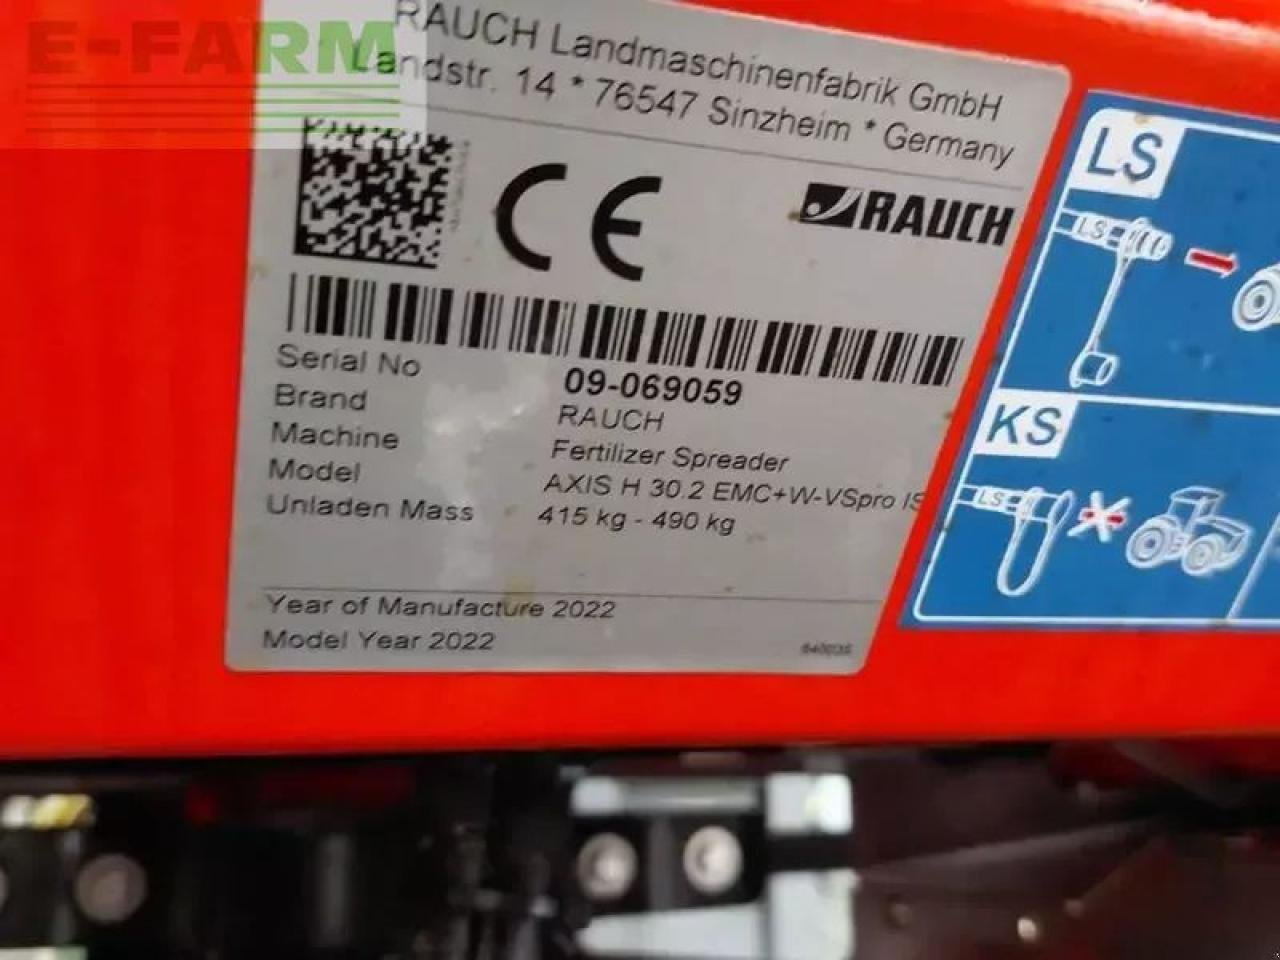 E-FARM
RAUCH Landmaschinenfabrik GmbH
Landstr. 14 * 76547 Sinzheim * Germany
CE
RAUCH
Serial No 09-069059
Brand RAUCH
Machine Fertilizer Spreader
Model AXIS H 30.2 EMC+W-VSpro IS
Unladen Mass 415 kg - 490 kg
Year of Manufacture 2022
Model Year 2022
LS
LS
KS
LS